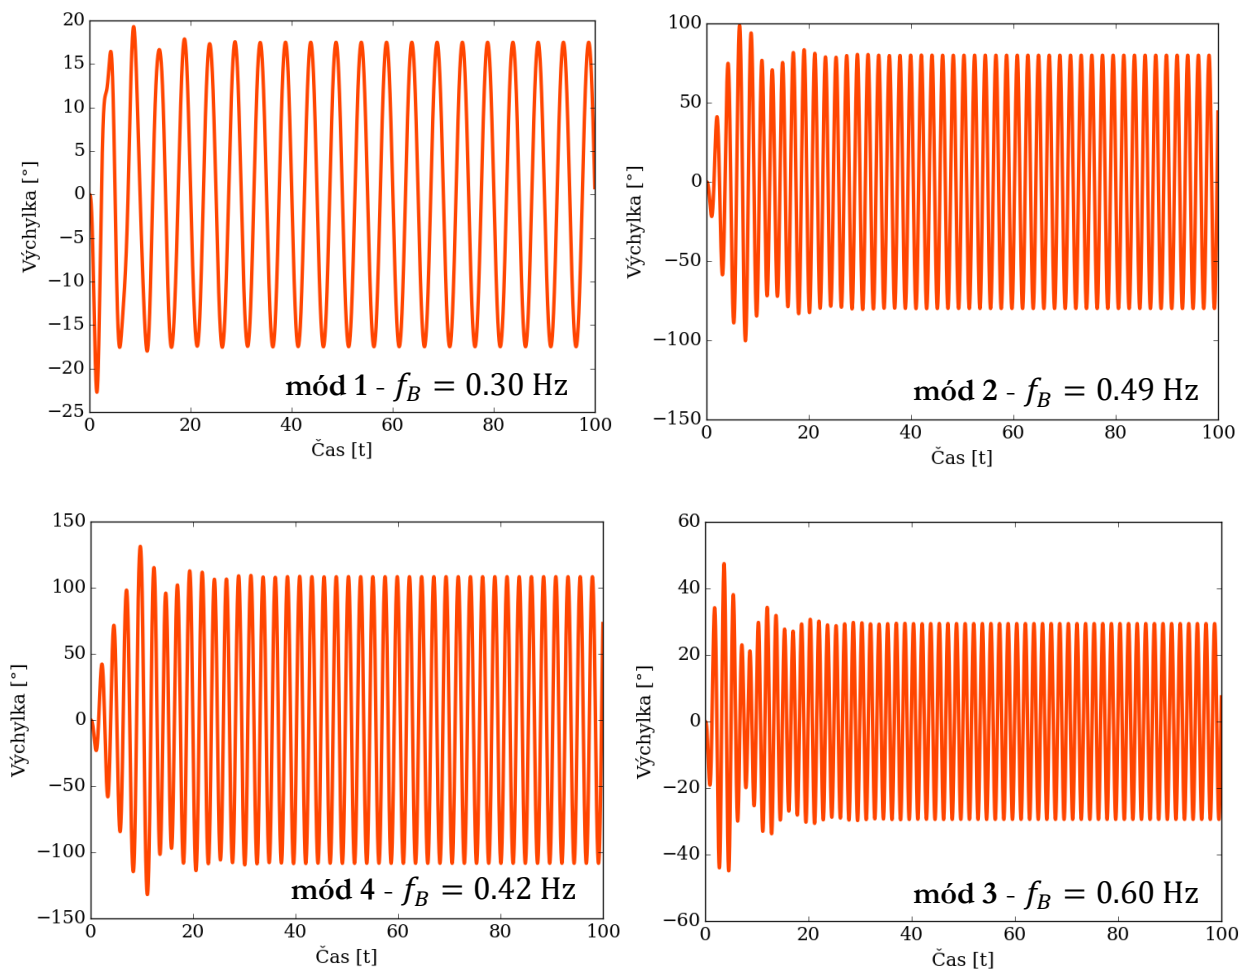 20
15
10
5
0
−5
−10
−15
−20
−25
Výchylka [°]
0 20 40 60 80 100
Čas [t]
mód 1 - f_B = 0.30 Hz
100
50
0
−50
−100
−150
Výchylka [°]
0 20 40 60 80 100
Čas [t]
mód 2 - f_B = 0.49 Hz
150
100
50
0
−50
−100
−150
Výchylka [°]
0 20 40 60 80 100
Čas [t]
mód 4 - f_B = 0.42 Hz
60
40
20
0
−20
−40
−60
Výchylka [°]
0 20 40 60 80 100
Čas [t]
mód 3 - f_B = 0.60 Hz